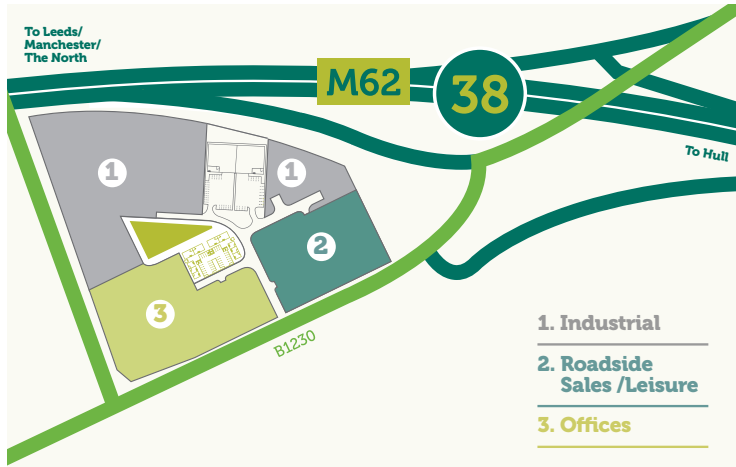 To Leeds/
Manchester/
The North
M62
38
To Hull
1
1
2
3
B1230
1. Industrial
2. Roadside
Sales /Leisure
3. Offices